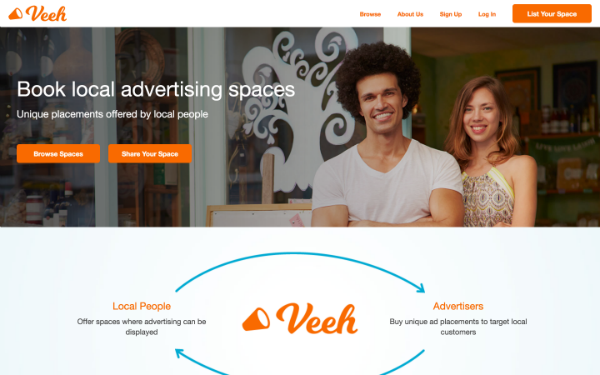 Veeh
Browse About Us Sign Up Log In List Your Space
Book local advertising spaces
Unique placements offered by local people
Browse Spaces Share Your Space
Local People
Offer spaces where advertising can be
displayed
Veeh
Advertisers
Buy unique ad placements to target local
customers